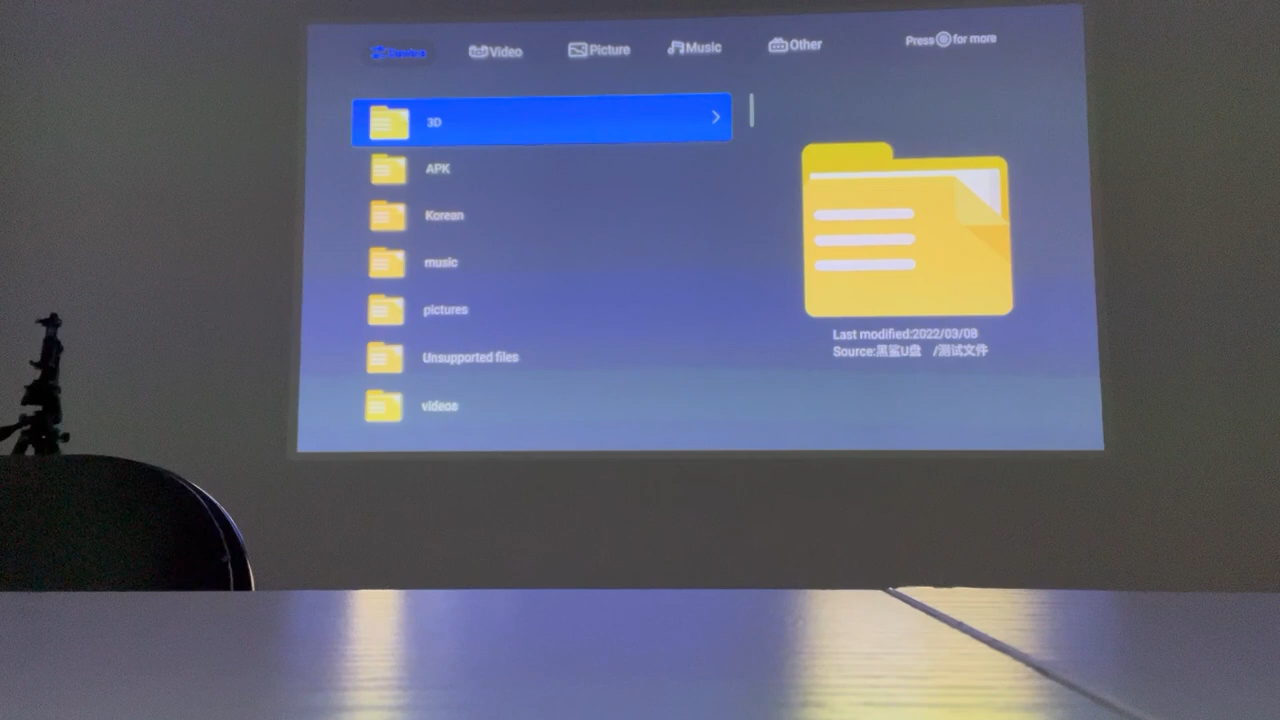 Video Picture Music Other Press for more
3D
APK
Korean
music
pictures
Unsupported files
videos
Last modified:2022/03/08
Source:黑鲨U盘 /测试文件